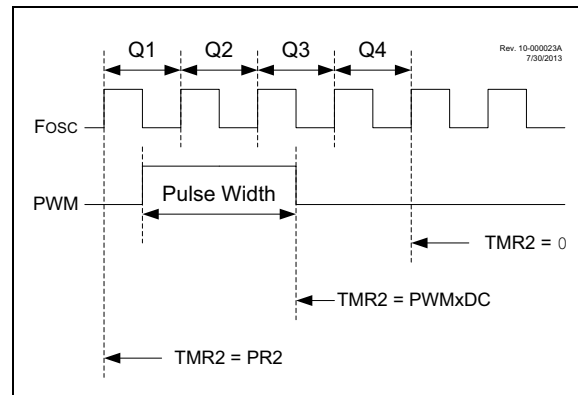 Q1 Q2 Q3 Q4
Rev. 10-000023A
7/30/2013
FOSC
PWM
Pulse Width
TMR2 = 0
TMR2 = PWMxDC
TMR2 = PR2